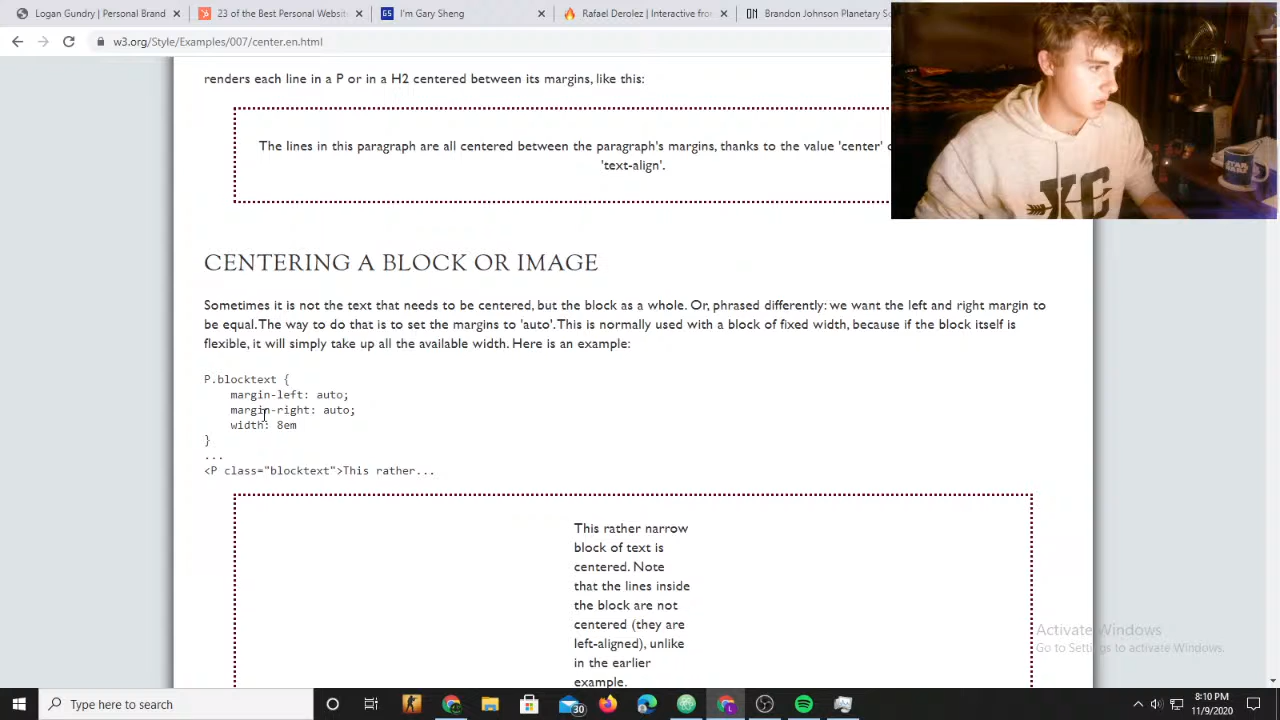 Logan Gundry | Personal Brand
23 of the Best Personal Website
I'm Gary Sheng
Rafael Derolez | Interactive from
Brandon Johnson Planetary Sc
w3.org/Style/Examples/007/center.en.html
renders each line in a P or in a H2 centered between its margins, like this:
The lines in this paragraph are all centered between the paragraph's margins, thanks to the value 'center'
'text-align'.
KC
STAR WARS
CENTERING A BLOCK OR IMAGE
Sometimes it is not the text that needs to be centered, but the block as a whole. Or, phrased differently: we want the left and right margin to
be equal. The way to do that is to set the margins to 'auto'. This is normally used with a block of fixed width, because if the block itself is
flexible, it will simply take up all the available width. Here is an example:
P.blocktext {
margin-left: auto;
margin-right: auto;
width: 8em
}
...
<P class="blocktext">This rather...
This rather narrow
block of text is
centered. Note
that the lines inside
the block are not
centered (they are
left-aligned), unlike
in the earlier
example.
Activate Windows
Go to Settings to activate Windows.
Type here to search
30
L
8:10 PM
11/9/2020